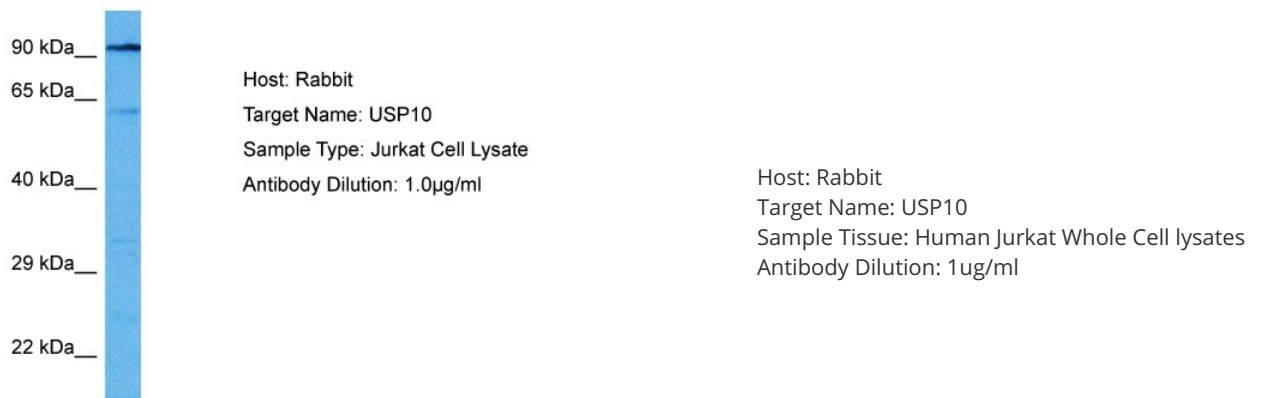 90 kDa__
65 kDa__
40 kDa__
29 kDa__
22 kDa__
Host: Rabbit
Target Name: USP10
Sample Type: Jurkat Cell Lysate
Antibody Dilution: 1.0µg/ml
Host: Rabbit
Target Name: USP10
Sample Tissue: Human Jurkat Whole Cell lysates
Antibody Dilution: 1ug/ml